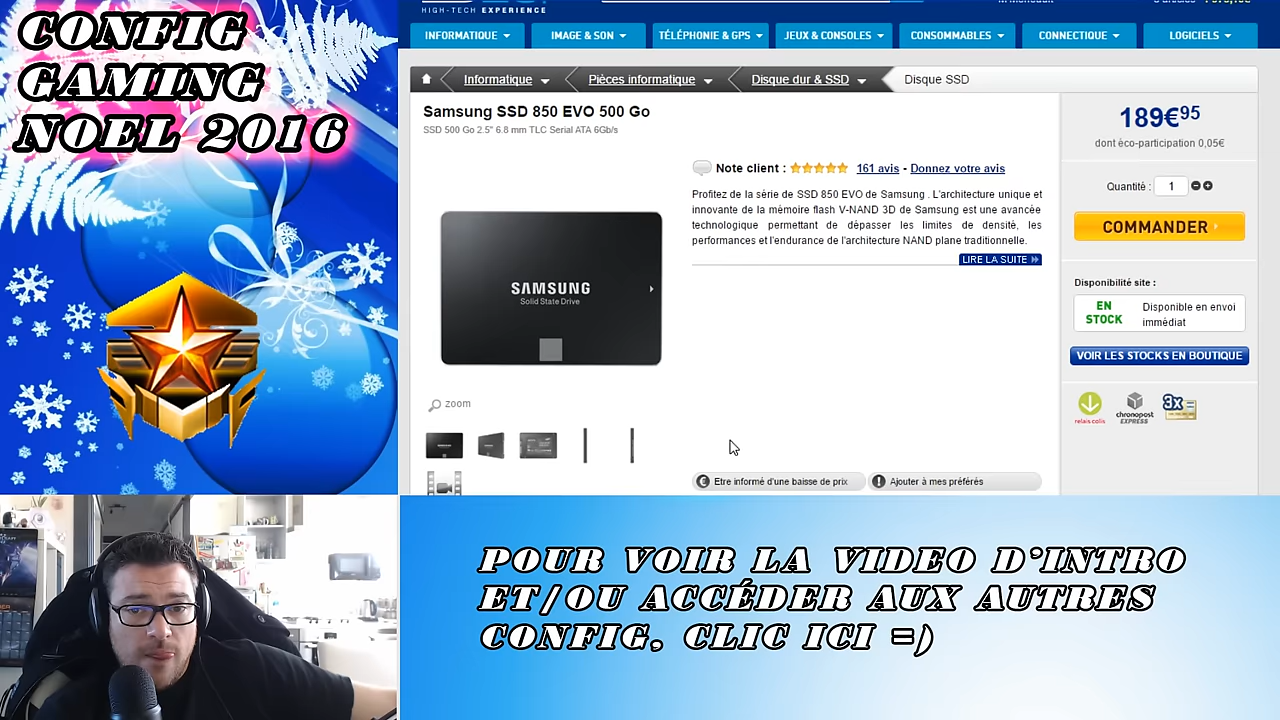 CONFIG
GAMING
NOEL 2016
HIGH-TECH EXPERIENCE
INFORMATIQUE
IMAGE & SON
TÉLÉPHONIE & GPS
JEUX & CONSOLES
CONSOMMABLES
CONNECTIQUE
LOGICIELS
Informatique
Pièces informatique
Disque dur & SSD
Disque SSD
Samsung SSD 850 EVO 500 Go
SSD 500 Go 2.5" 6.8 mm TLC Serial ATA 6Gb/s
Note client :
161 avis - Donnez votre avis
Profitez de la série de SSD 850 EVO de Samsung . L'architecture unique et
innovante de la mémoire flash V-NAND 3D de Samsung est une avancée
technologique permettant de dépasser les limites de densité, les
performances et l'endurance de l'architecture NAND plane traditionnelle.
LIRE LA SUITE
SAMSUNG
Solid State Drive
zoom
Etre informé d'une baisse de prix
Ajouter à mes préférés
189€95
dont éco-participation 0,05€
Quantité : 1
COMMANDER
Disponibilité site :
EN
STOCK
Disponible en envoi
immédiat
VOIR LES STOCKS EN BOUTIQUE
relais colis
chronopost
EXPRESS
3x
POUR VOIR LA VIDEO D'INTRO
ET/OU ACCÉDER AUX AUTRES
CONFIG, CLIC ICI =)